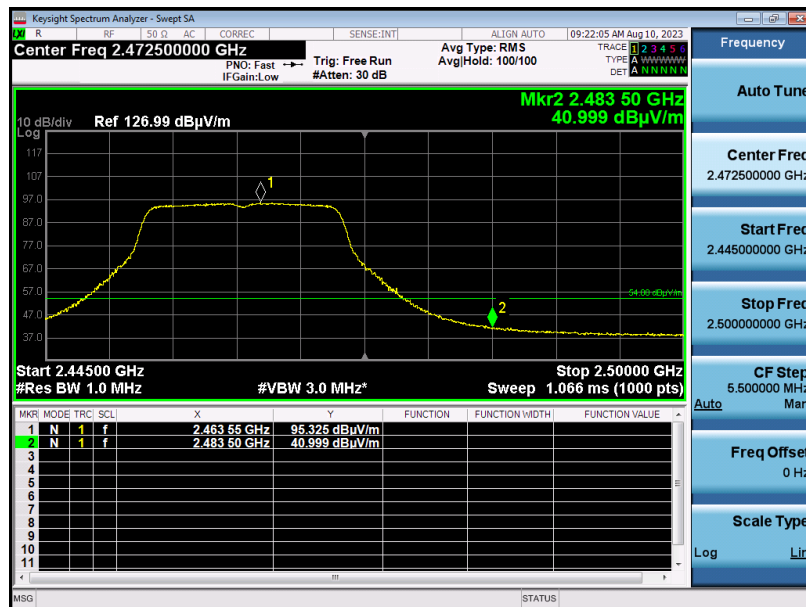 Keysight Spectrum Analyzer - Swept SA
LXI R RF 50 Ω AC CORREC SENSE:INT ALIGN AUTO 09:22:05 AM Aug 10, 2023
Center Freq 2.472500000 GHz
PNO: Fast
IFGain:Low
Trig: Free Run
#Atten: 30 dB
Avg Type: RMS
Avg|Hold: 100/100
TRACE 1 2 3 4 5 6
TYPE A WWWWW
DET A N N N N N
Mkr2 2.483 50 GHz
40.999 dBµV/m
10 dB/div Ref 126.99 dBµV/m
Log
117
107
97.0
87.0
77.0
67.0
57.0
47.0
37.0
1
2
54.00 dBµV/m
Start 2.44500 GHz Stop 2.50000 GHz
#Res BW 1.0 MHz #VBW 3.0 MHz* Sweep 1.066 ms (1000 pts)
MKR MODE TRC SCL X Y FUNCTION FUNCTION WIDTH FUNCTION VALUE
1 N 1 f 2.463 55 GHz 95.325 dBµV/m
2 N 1 f 2.483 50 GHz 40.999 dBµV/m
3
4
5
6
7
8
9
10
11
MSG STATUS
Frequency
Auto Tune
Center Freq
2.472500000 GHz
Start Freq
2.445000000 GHz
Stop Freq
2.500000000 GHz
CF Step
5.500000 MHz
Auto Man
Freq Offset
0 Hz
Scale Type
Log Lin